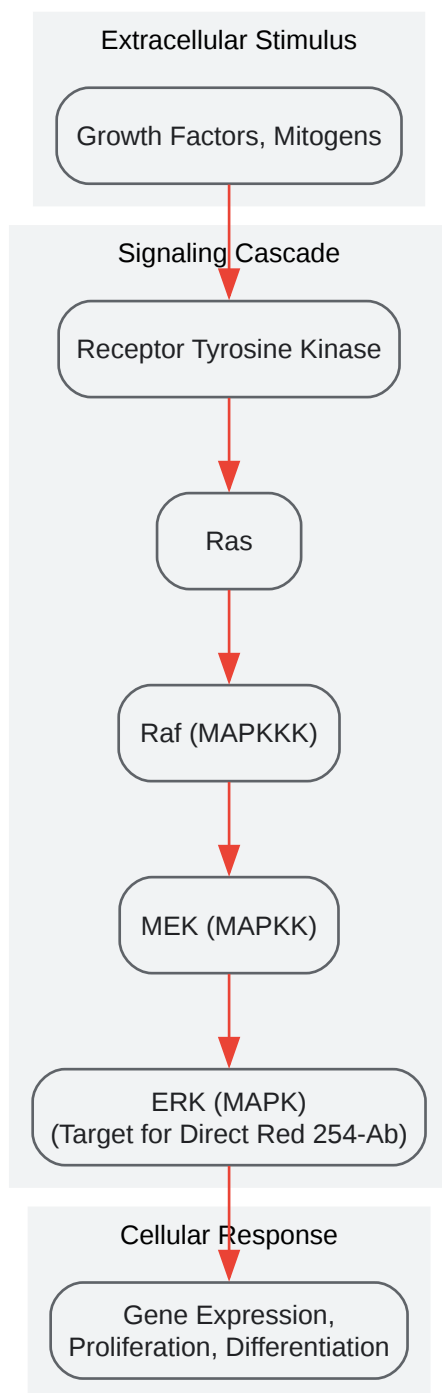 Extracellular Stimulus
Growth Factors, Mitogens
Signaling Cascade
Receptor Tyrosine Kinase
Ras
Raf (MAPKKK)
MEK (MAPKK)
ERK (MAPK)
(Target for Direct Red 254-Ab)
Cellular Response
Gene Expression,
Proliferation, Differentiation